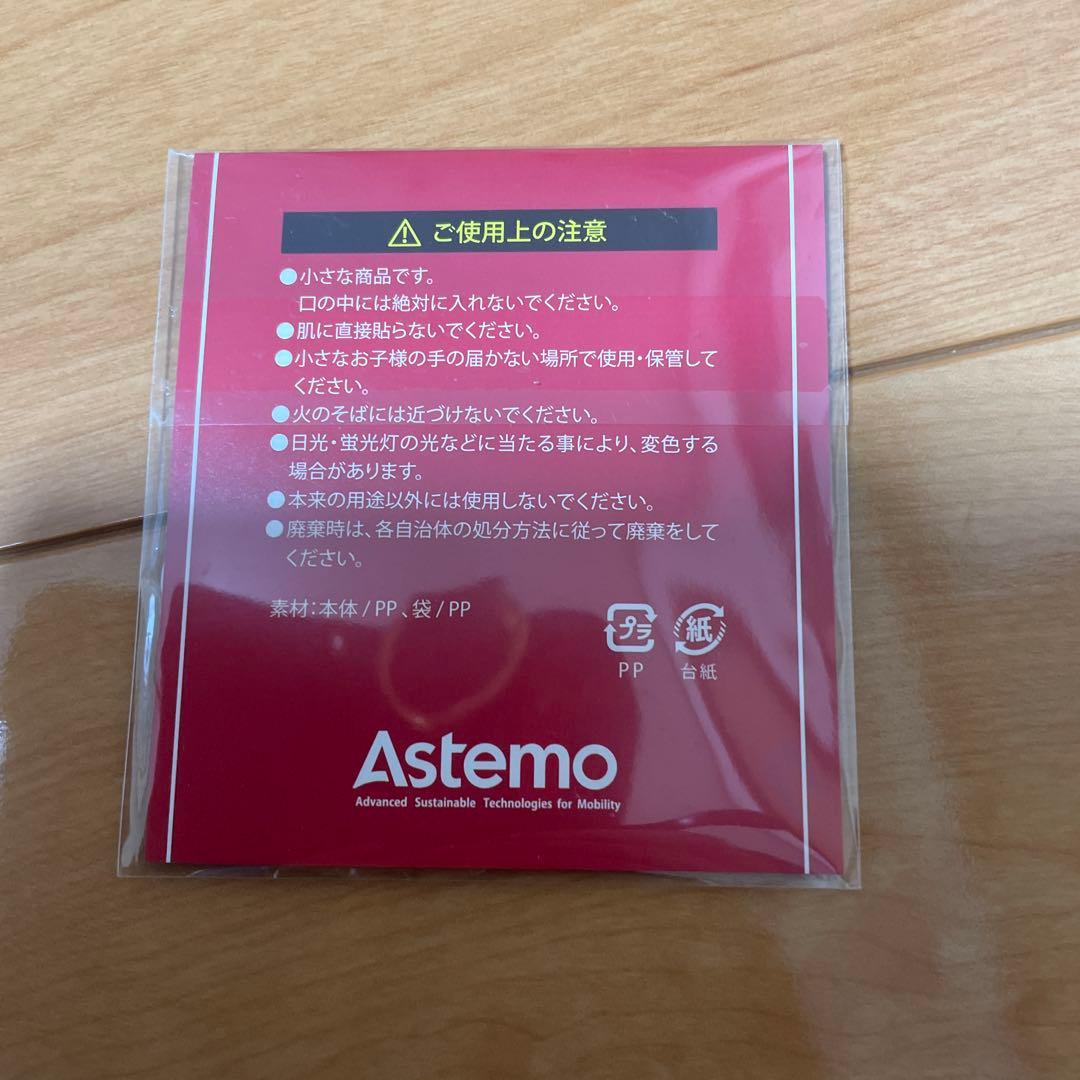 ⚠ ご使用上の注意
●小さな商品です。
口の中には絶対に入れないでください。
●肌に直接貼らないでください。
●小さなお子様の手の届かない場所で使用・保管して
ください。
●火のそばには近づけないでください。
●日光・蛍光灯の光などに当たる事により、変色する
場合があります。
●本来の用途以外には使用しないでください。
●廃棄時は、各自治体の処分方法に従って廃棄をして
ください。
素材：本体/PP、袋/PP
プラ 紙
PP 台紙
Astemo
Advanced Sustainable Technologies for Mobility